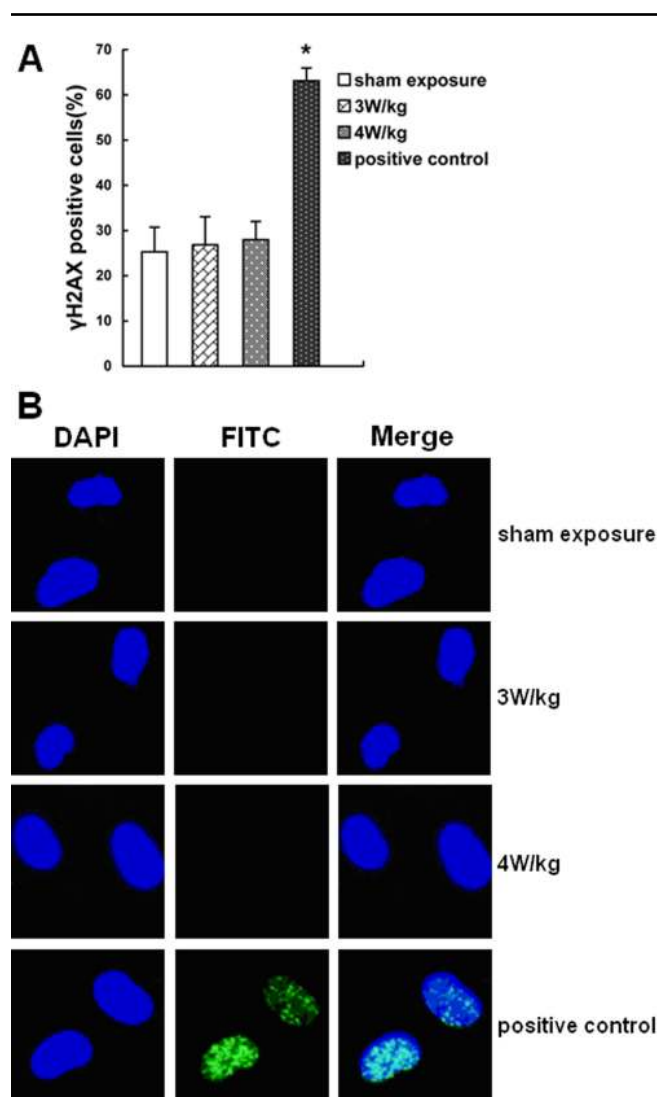 A
70
60
50
40
30
20
10
0
γH2AX positive cells(%)
*
sham exposure
3W/kg
4W/kg
positive control
B
DAPI FITC Merge
sham exposure
3W/kg
4W/kg
positive control